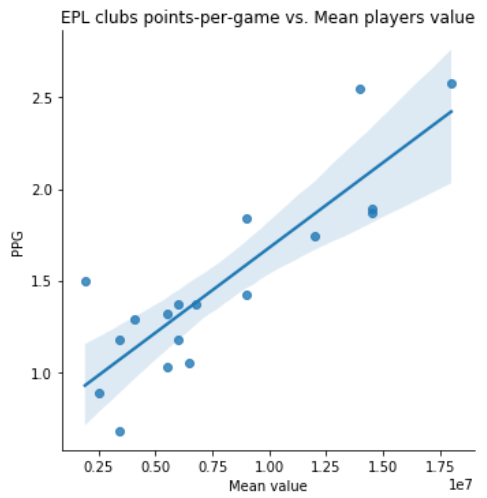 EPL clubs points-per-game vs. Mean players value
2.5
2.0
PPG
1.5
1.0
0.25 0.50 0.75 1.00 1.25 1.50 1.75
1e7
Mean value